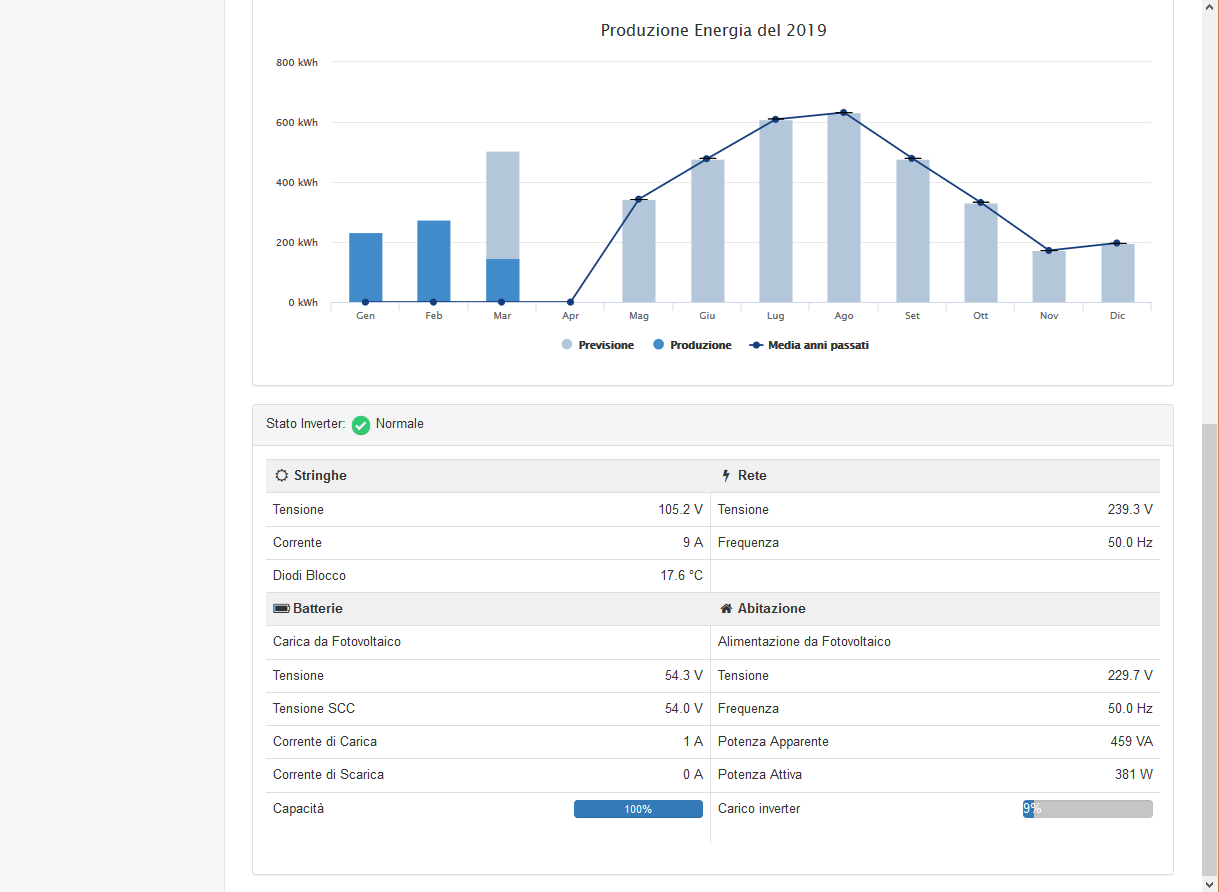 Produzione Energia del 2019
800 kWh
600 kWh
400 kWh
200 kWh
0 kWh
Gen Feb Mar Apr Mag Giu Lug Ago Set Ott Nov Dic
Previsione Produzione Media anni passati
Stato Inverter: Normale
Stringhe Rete
Tensione 105.2 V Tensione 239.3 V
Corrente 9 A Frequenza 50.0 Hz
Diodi Blocco 17.6 °C
Batterie Abitazione
Carica da Fotovoltaico Alimentazione da Fotovoltaico
Tensione 54.3 V Tensione 229.7 V
Tensione SCC 54.0 V Frequenza 50.0 Hz
Corrente di Carica 1 A Potenza Apparente 459 VA
Corrente di Scarica 0 A Potenza Attiva 381 W
Capacità 100% Carico inverter 9%